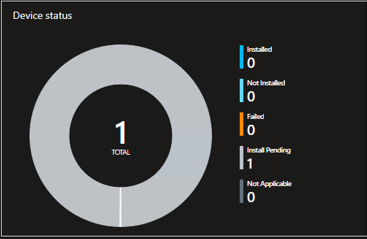 Device status
1
TOTAL
Installed
0
Not Installed
0
Failed
0
Install Pending
1
Not Applicable
0